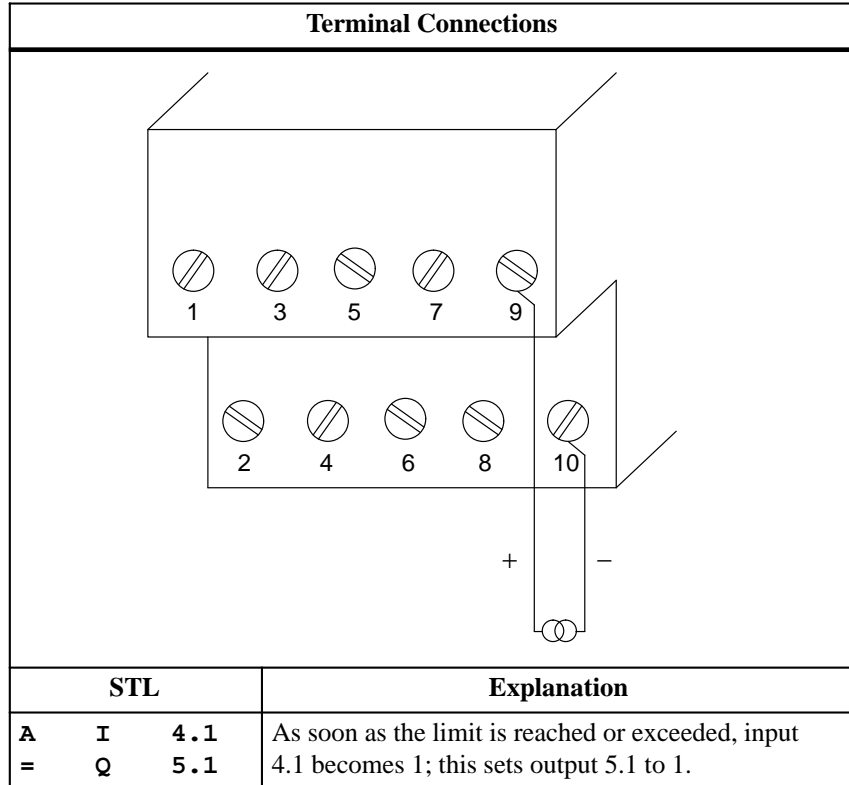 Terminal Connections
1 3 5 7 9
2 4 6 8 10
+ −
STL Explanation
A I 4.1 As soon as the limit is reached or exceeded, input
= Q 5.1 4.1 becomes 1; this sets output 5.1 to 1.